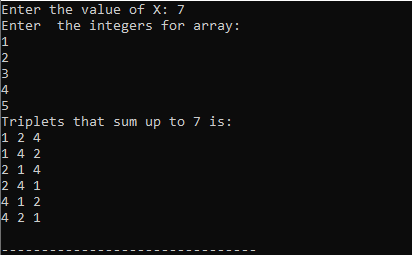 Enter the value of X: 7
Enter  the integers for array:
1
2
3
4
5
Triplets that sum up to 7 is:
1 2 4
1 4 2
2 1 4
2 4 1
4 1 2
4 2 1
--------------------------------